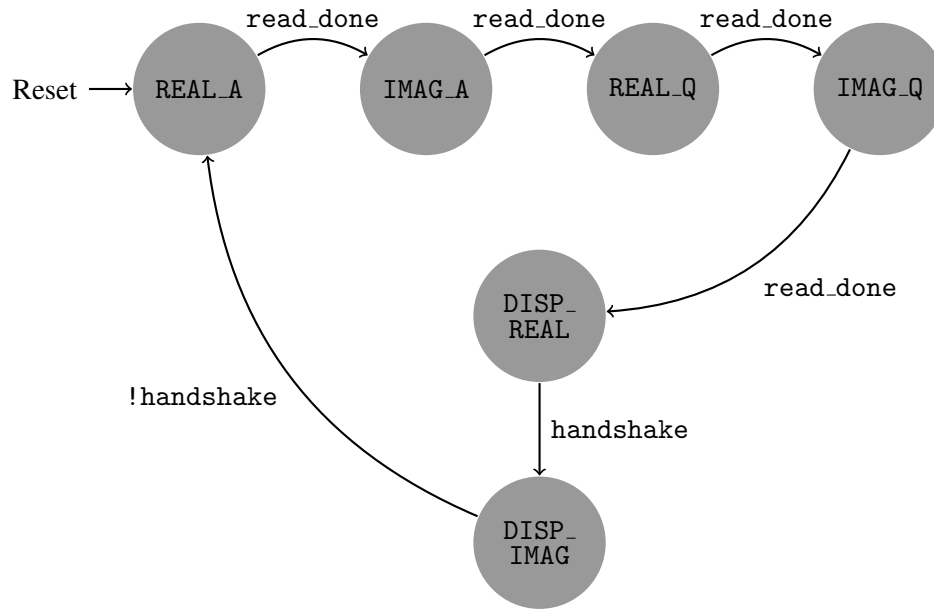 read_done
read_done
read_done
Reset
REAL_A
IMAG_A
REAL_Q
IMAG_Q
read_done
DISP_
REAL
!handshake
handshake
DISP_
IMAG